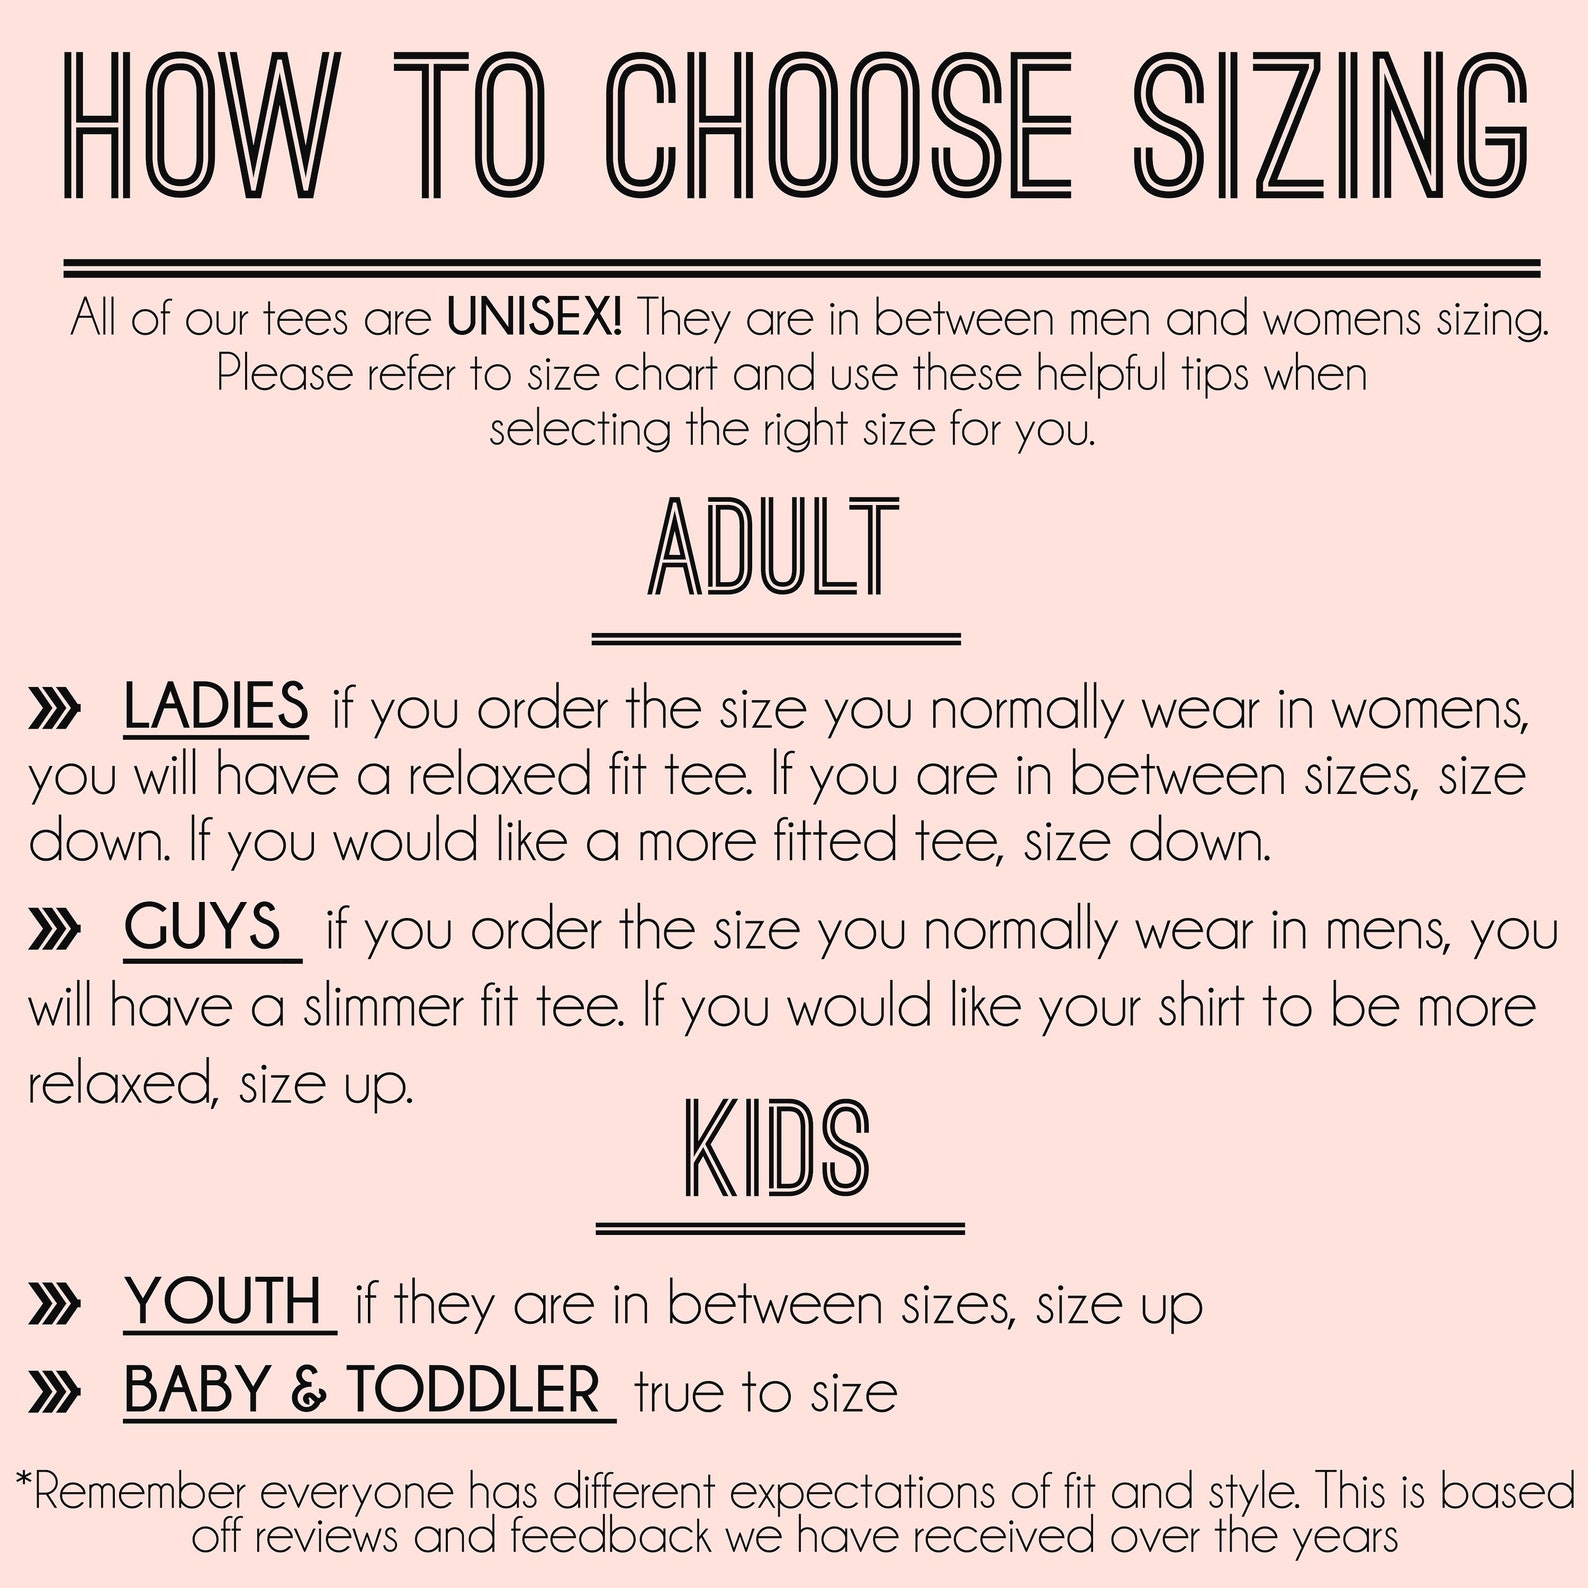 HOW TO CHOOSE SIZING
All of our tees are UNISEX! They are in between men and womens sizing.
Please refer to size chart and use these helpful tips when
selecting the right size for you.
ADULT
LADIES if you order the size you normally wear in womens,
you will have a relaxed fit tee. If you are in between sizes, size
down. If you would like a more fitted tee, size down.
GUYS if you order the size you normally wear in mens, you
will have a slimmer fit tee. If you would like your shirt to be more
relaxed, size up.
KIDS
YOUTH if they are in between sizes, size up
BABY & TODDLER true to size
*Remember everyone has different expectations of fit and style. This is based
off reviews and feedback we have received over the years